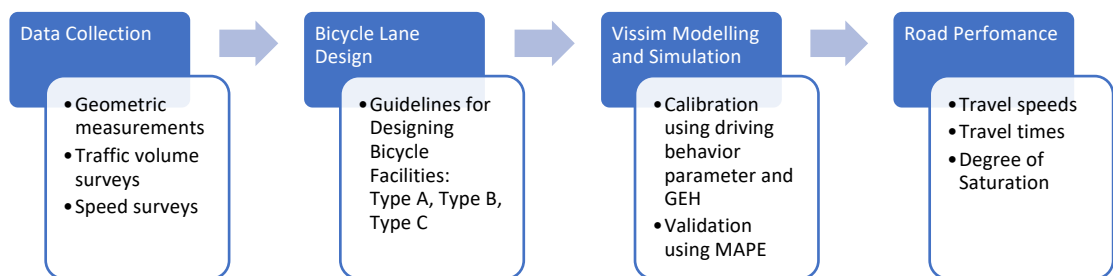 Data Collection
•Geometric
measurements
•Traffic volume
surveys
•Speed surveys
Bicycle Lane
Design
•Guidelines for
Designing
Bicycle
Facilities:
Type A, Type B,
Type C
Vissim Modelling
and Simulation
•Calibration
using driving
behavior
parameter and
GEH
•Validation
using MAPE
Road Perfomance
•Travel speeds
•Travel times
•Degree of
Saturation